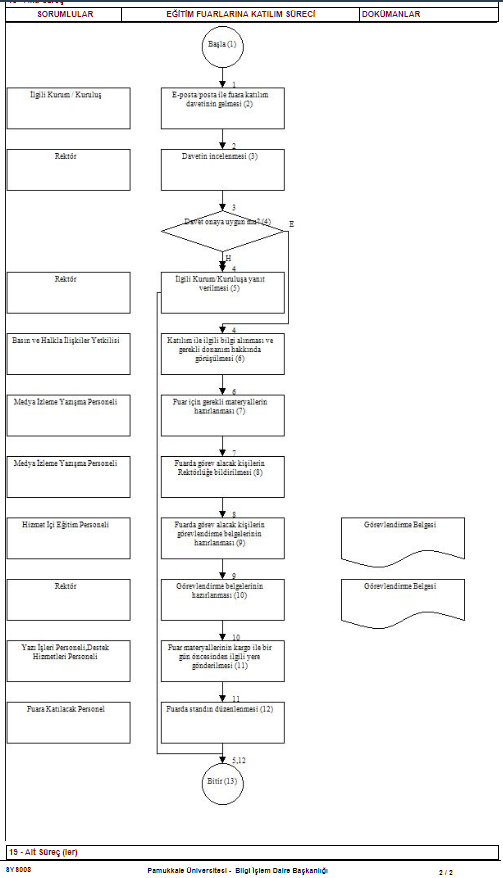 SORUMLULAR
EĞİTİM FUARLARINA KATILIM SÜRECİ
DOKÜMANLAR
Başla (1)
1
İlgili Kurum / Kuruluş
E-posta/posta ile fuara katılım
davetinin gelmesi (2)
2
Rektör
Davetin incelenmesi (3)
3
Davet onaya uygun mu? (4)
E
H
4
Rektör
İlgili Kurum/Kuruluşa yanıt
verilmesi (5)
4
Basın ve Halkla İlişkiler Yetkilisi
Katılım ile ilgili bilgi alınması ve
gerekli donanım hakkında
görüşülmesi (6)
6
Medya İzleme Yazışma Personeli
Fuar için gerekli materyallerin
hazırlanması (7)
7
Medya İzleme Yazışma Personeli
Fuarda görev alacak kişilerin
Rektörlüğe bildirilmesi (8)
8
Hizmet İçi Eğitim Personeli
Fuarda görev alacak kişilerin
görevlendirme belgelerinin
hazırlanması (9)
Görevlendirme Belgesi
9
Rektör
Görevlendirme belgelerinin
hazırlanması (10)
Görevlendirme Belgesi
10
Yazı İşleri Personeli,Destek
Hizmetleri Personeli
Fuar materyallerinin kargo ile bir
gün öncesinden ilgili yere
gönderilmesi (11)
11
Fuara Katılacak Personel
Fuarda standın düzenlenmesi (12)
5,12
Bitir (13)
19 - Alt Süreç (ler)
SYS003
Pamukkale Üniversitesi - Bilgi İşlem Daire Başkanlığı
2 / 2